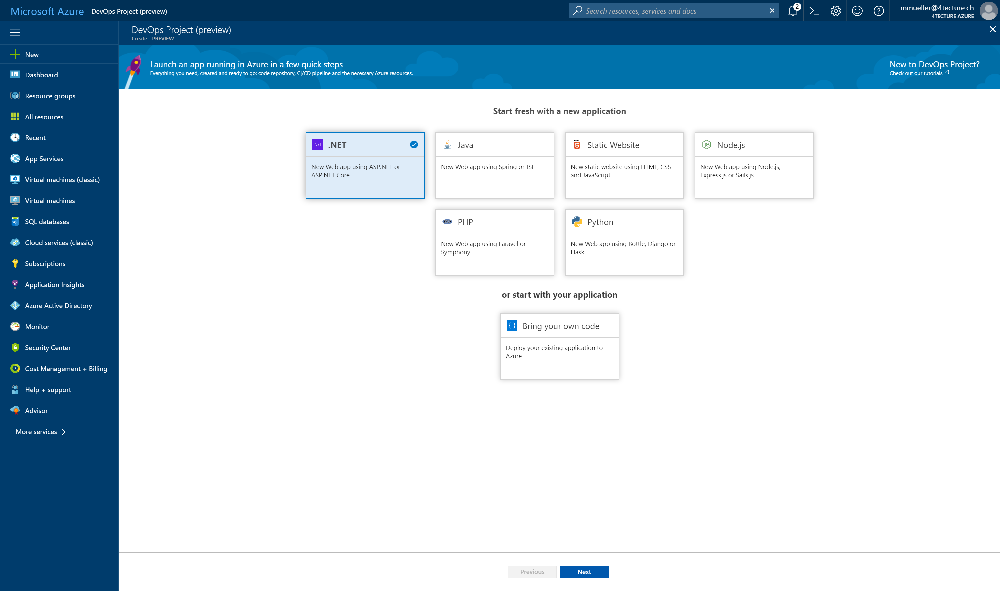 Microsoft Azure DevOps Project (preview)
Search resources, services and docs
2
mmueller@4tecture.ch
4TECTURE AZURE
DevOps Project (preview)
Create - PREVIEW
New
Dashboard
Resource groups
All resources
Recent
App Services
Virtual machines (classic)
Virtual machines
SQL databases
Cloud services (classic)
Subscriptions
Application Insights
Azure Active Directory
Monitor
Security Center
Cost Management + Billing
Help + support
Advisor
More services
Launch an app running in Azure in a few quick steps
Everything you need, created and ready to go: code repository, CI/CD pipeline and the necessary Azure resources.
New to DevOps Project?
Check out our tutorials
Start fresh with a new application
.NET .NET
New Web app using ASP.NET or
ASP.NET Core
Java
New Web app using Spring or JSF
HTML 5 Static Website
New static website using HTML, CSS
and JavaScript
JS Node.js
New Web app using Node.js,
Express.js or Sails.js
php PHP
New Web app using Laravel or
Symphony
Python
New Web app using Bottle, Django or
Flask
or start with your application
{ } Bring your own code
Deploy your existing application to
Azure
Previous
Next